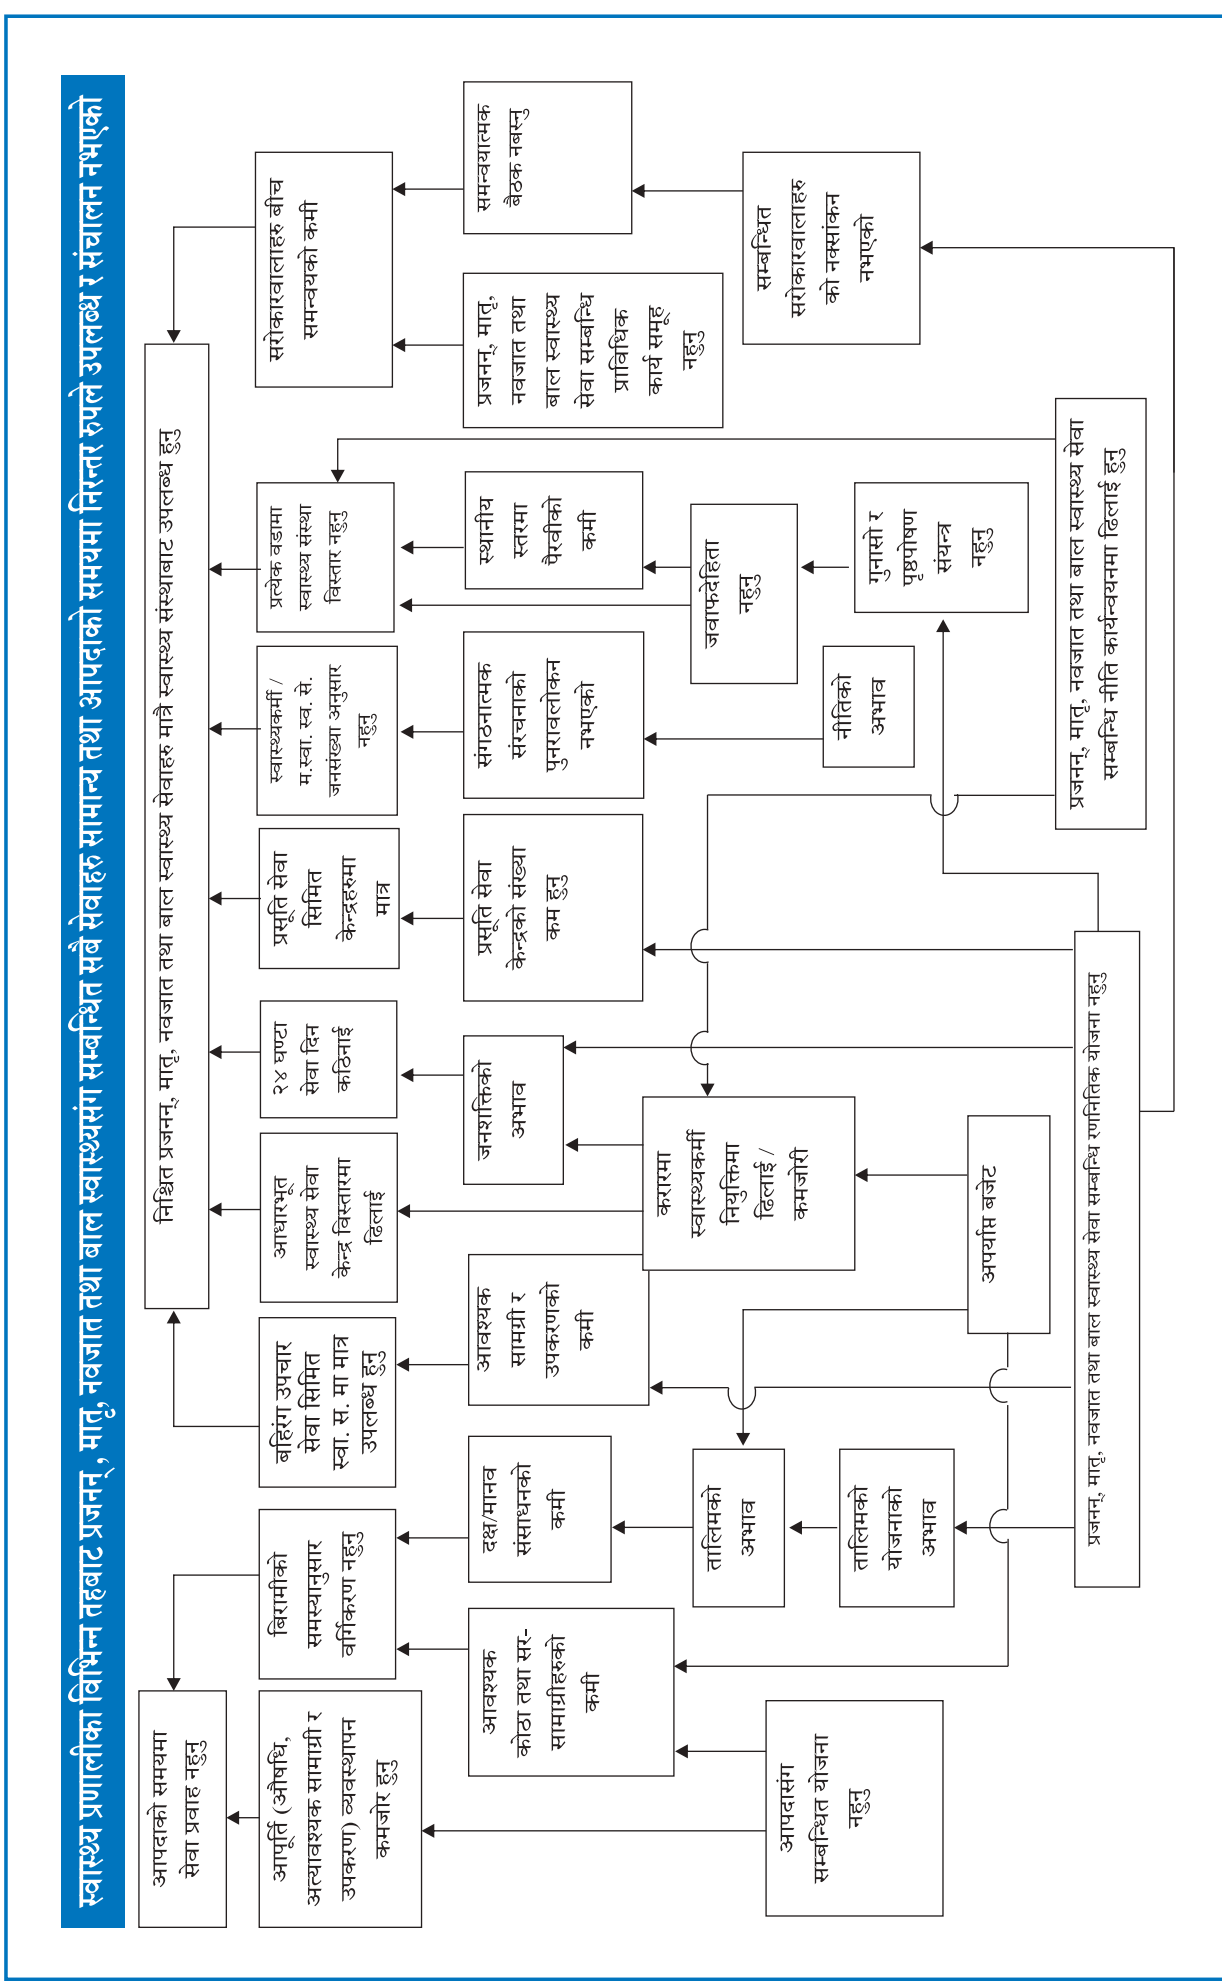 स्वास्थ्य प्रणालीका विभिन्न तहबाट प्रजनन्, मातृ, नवजात तथा बाल स्वास्थ्यसंग सम्बन्धित सबै सेवाहरु सामान्य तथा आपदाको समयमा निरन्तर रुपले उपलब्ध र संचालन नभएको
आपदाको समयमा
सेवा प्रवाह नहुनु
निश्चित प्रजनन्, मातृ, नवजात तथा बाल स्वास्थ्य सेवाहरु मात्रै स्वास्थ्य संस्थाबाट उपलब्ध हुनु
आपूर्ति (औषधि,
अत्यावश्यक सामाग्री र
उपकरण) व्यवस्थापन
कमजोर हुनु
बिरामीको
समस्यानुसार
वर्गिकरण नहुनु
बहिरंग उपचार
सेवा सिमित
स्वा. स. मा मात्र
उपलब्ध हुनु
आधारभूत
स्वास्थ्य सेवा
केन्द्र विस्तारमा
ढिलाई
२४ घण्टा
सेवा दिन
कठिनाई
प्रसूति सेवा
सिमित
केन्द्रहरुमा
मात्र
स्वास्थ्यकर्मी /
म.स्वा. स्व. से.
जनसंख्या अनुसार
नहुनु
प्रत्येक वडामा
स्वास्थ्य संस्था
विस्तार नहुनु
सरोकारवालाहरु बीच
समन्वयको कमी
आवश्यक
कोठा तथा सर-
सामाग्रीहरुको
कमी
दक्ष/मानव
संसाधनको
कमी
आवश्यक
सामग्री र
उपकरणको
कमी
जनशक्तिको
अभाव
प्रसूति सेवा
केन्द्रको संख्या
कम हुनु
संगठनात्मक
संरचनाको
पुनरावलोकन
नभएको
स्थानीय
स्तरमा
पैरवीको
कमी
प्रजनन्, मातृ,
नवजात तथा
बाल स्वास्थ्य
सेवा सम्बन्धि
प्राविधिक
कार्य समूह
नहुनु
समन्वयात्मक
बैठक नबस्नु
करारमा
स्वास्थ्यकर्मी
नियुक्तिमा
ढिलाई /
कमजोरी
तालिमको
अभाव
जवाफदेहिता
नहुनु
सम्बन्धित
सरोकारवालाहरु
को नक्सांकन
नभएको
आपदासंग
सम्बन्धित योजना
नहुनु
तालिमको
योजनाको
अभाव
नीतिको
अभाव
गुनासो र
पृष्ठपोषण
संयन्त्र
नहुनु
अपर्याप्त बजेट
प्रजनन्, मातृ, नवजात तथा बाल स्वास्थ्य सेवा
सम्बन्धि नीति कार्यन्वयनमा ढिलाई हुनु
प्रजनन्, मातृ, नवजात तथा बाल स्वास्थ्य सेवा सम्बन्धि रणनितिक योजना नहुनु